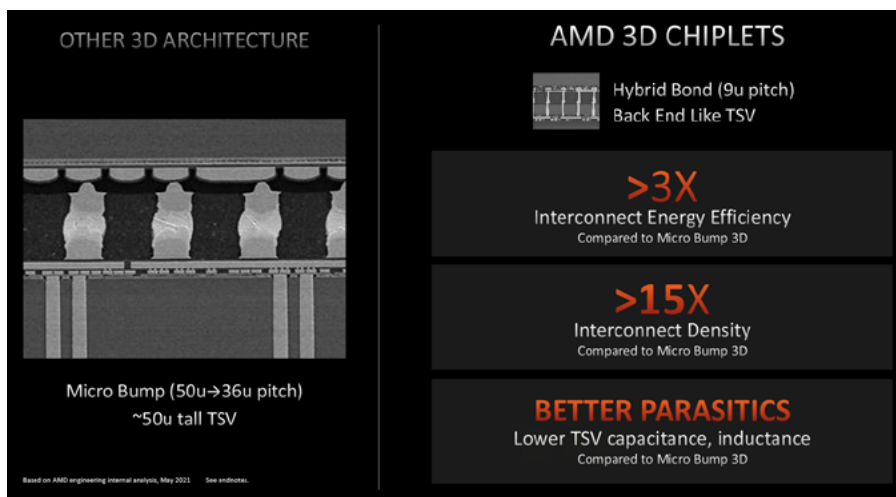 OTHER 3D ARCHITECTURE
Micro Bump (50u→36u pitch)
~50u tall TSV
Based on AMD engineering internal analysis, May 2021 See endnotes.
AMD 3D CHIPLETS
Hybrid Bond (9u pitch)
Back End Like TSV
>3X
Interconnect Energy Efficiency
Compared to Micro Bump 3D
>15X
Interconnect Density
Compared to Micro Bump 3D
BETTER PARASITICS
Lower TSV capacitance, inductance
Compared to Micro Bump 3D